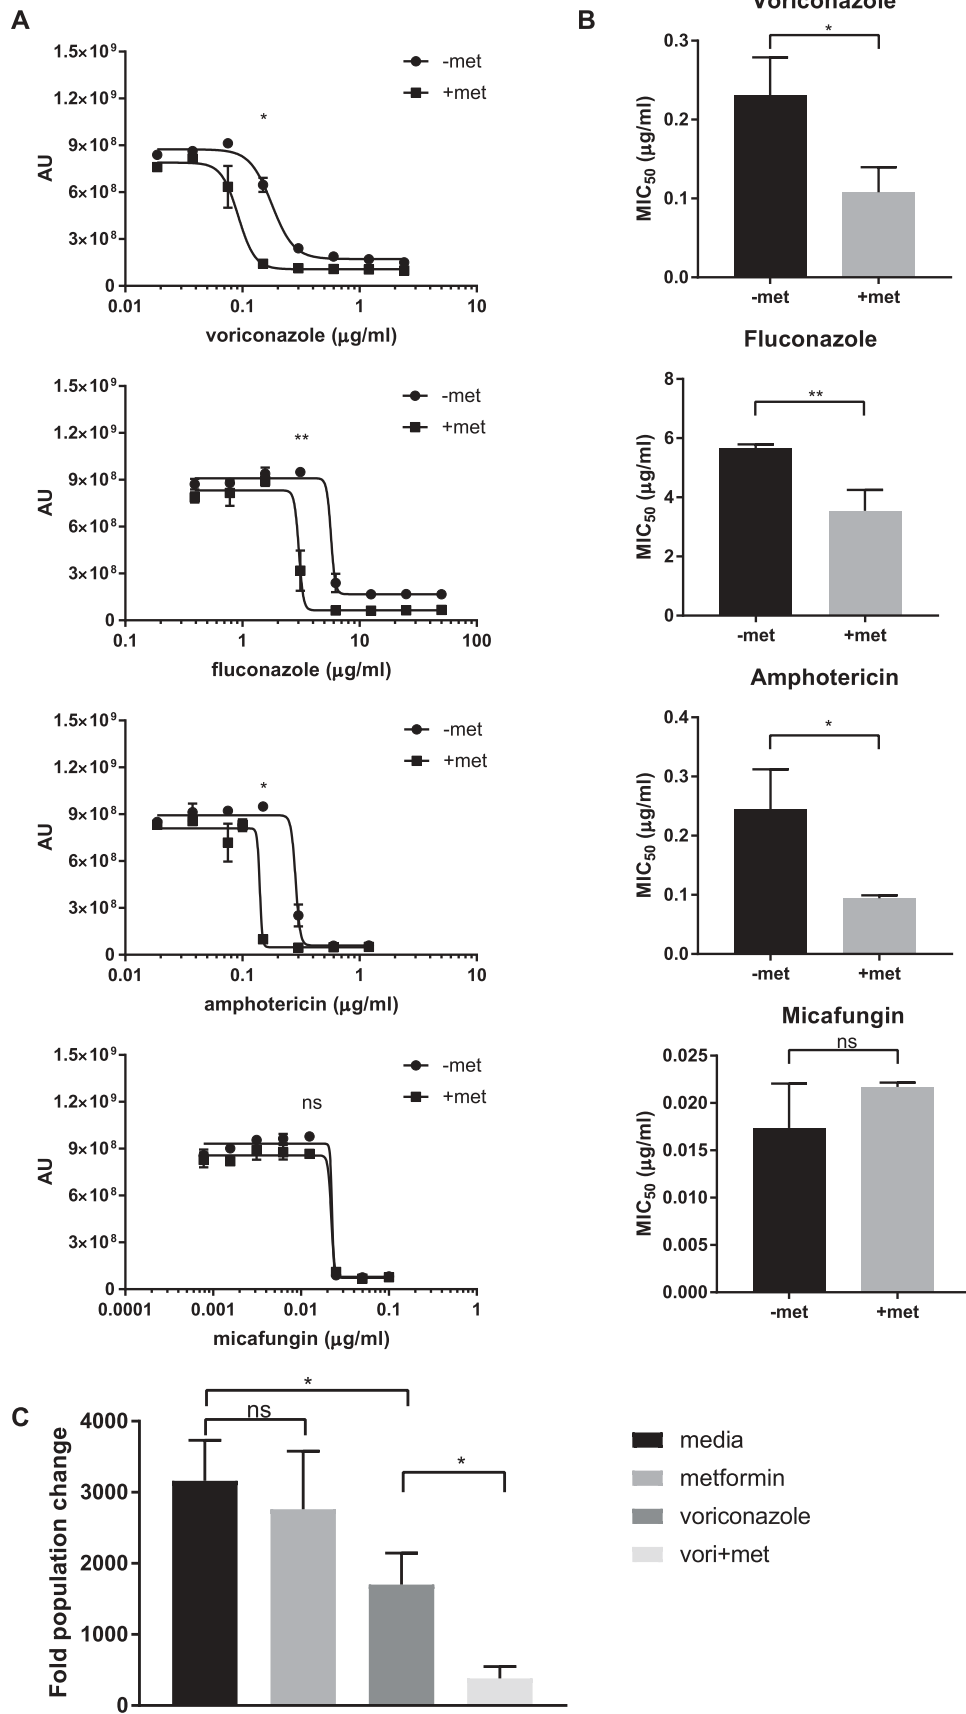 A
1.5×10⁹
1.2×10⁹
9×10⁸
6×10⁸
3×10⁸
0
AU
-met
+met
*
0.01 0.1 1 10
voriconazole (μg/ml)
1.5×10⁹
1.2×10⁹
9×10⁸
6×10⁸
3×10⁸
0
AU
-met
+met
**
0.1 1 10 100
fluconazole (μg/ml)
1.5×10⁹
1.2×10⁹
9×10⁸
6×10⁸
3×10⁸
0
AU
-met
+met
*
0.01 0.1 1 10
amphotericin (μg/ml)
1.5×10⁹
1.2×10⁹
9×10⁸
6×10⁸
3×10⁸
0
AU
-met
+met
ns
0.0001 0.001 0.01 0.1 1
micafungin (μg/ml)
B
Voriconazole
*
0.3
0.2
0.1
0.0
MIC₅₀ (μg/ml)
-met +met
Fluconazole
**
8
6
4
2
0
MIC₅₀ (μg/ml)
-met +met
Amphotericin
*
0.4
0.3
0.2
0.1
0.0
MIC₅₀ (μg/ml)
-met +met
Micafungin
ns
0.025
0.020
0.015
0.010
0.005
0.000
MIC₅₀ (μg/ml)
-met +met
C
*
ns
*
4000
3000
2000
1000
0
Fold population change
media
metformin
voriconazole
vori+met